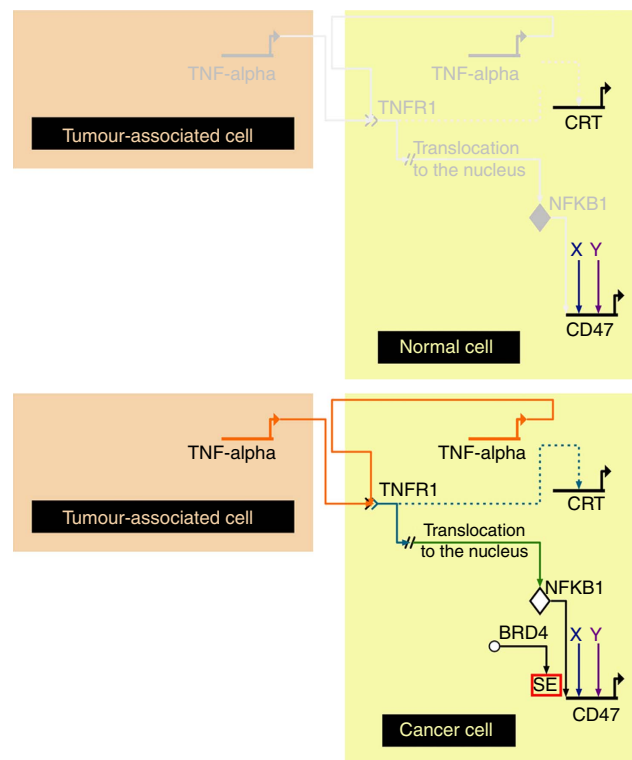 TNF-alpha
TNF-alpha
TNFR1
CRT
Tumour-associated cell
Translocation
to the nucleus
NFKB1
X Y
CD47
Normal cell
TNF-alpha
TNF-alpha
TNFR1
CRT
Tumour-associated cell
Translocation
to the nucleus
NFKB1
BRD4
X Y
SE
CD47
Cancer cell